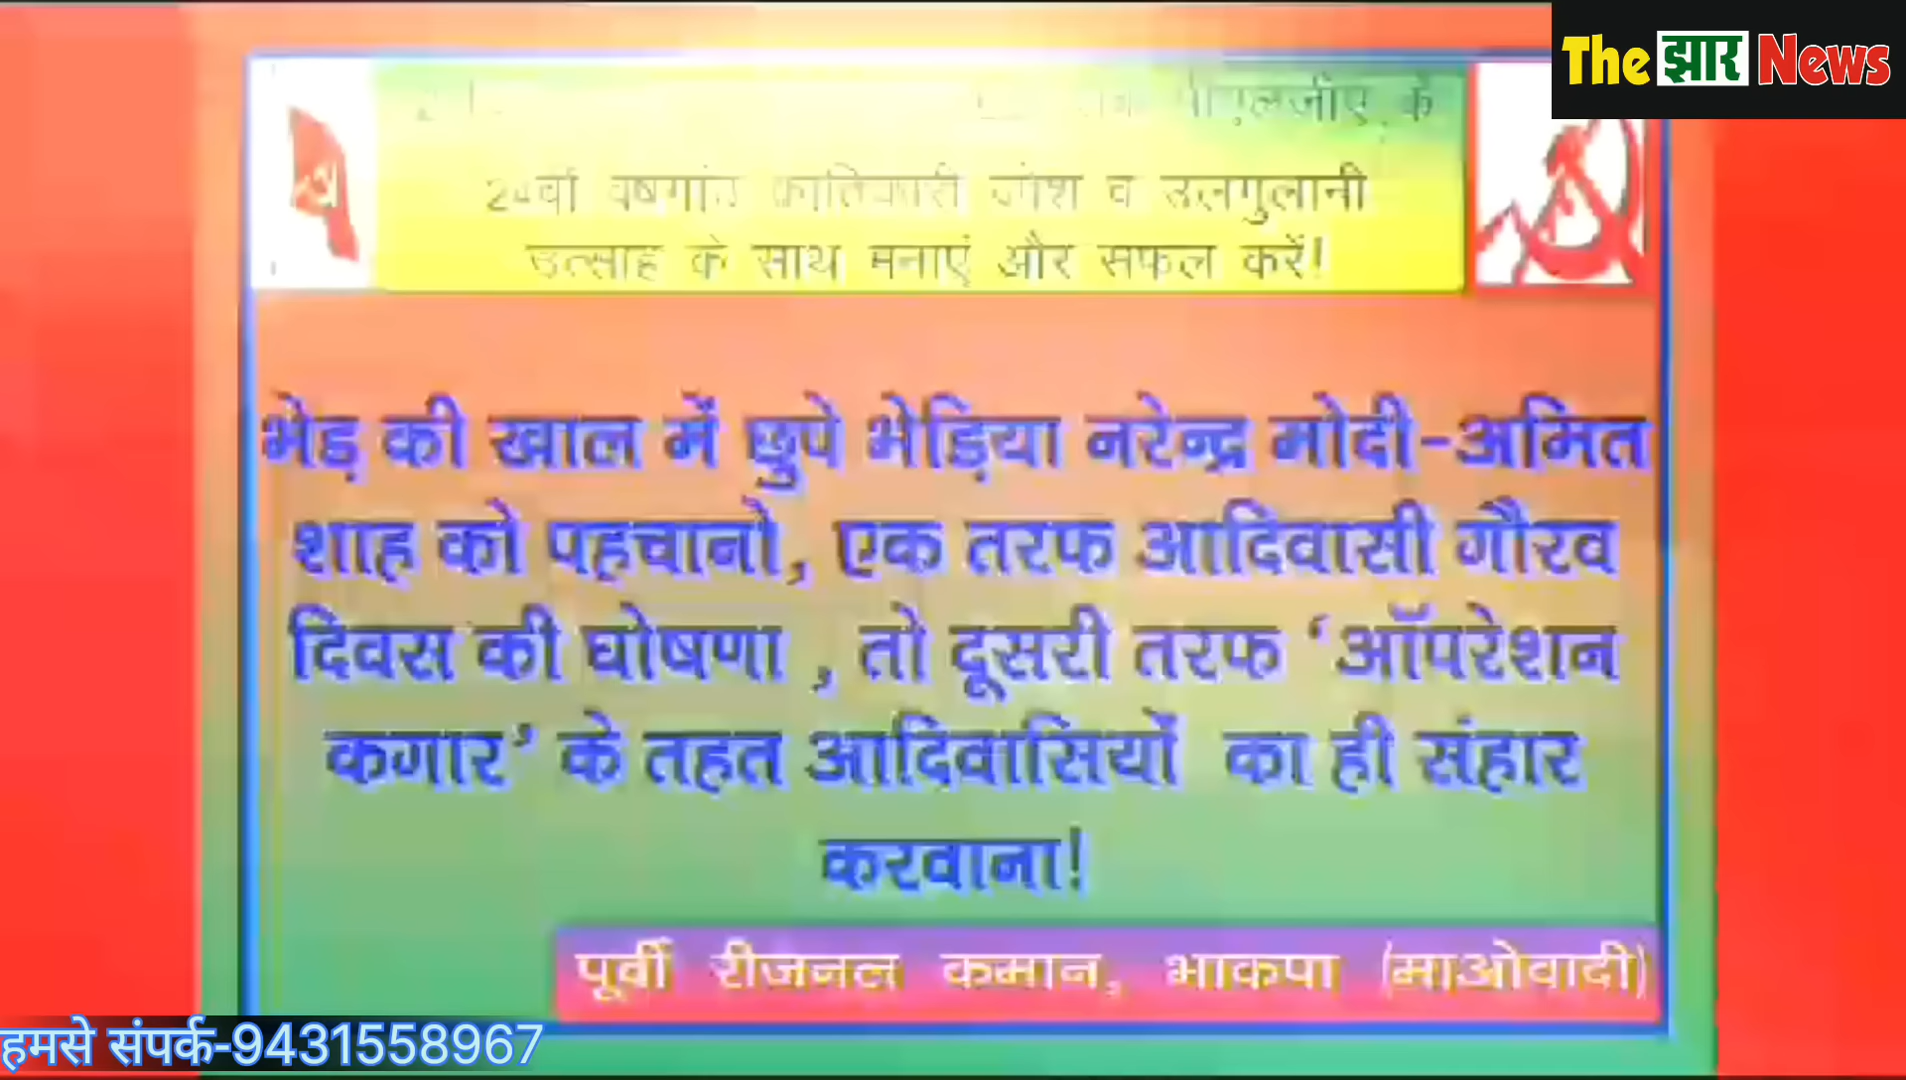 The झार News
पीएलजीए के
24वीं वर्षगांठ क्रांतिकारी जोश व उलगुलानी
उत्साह के साथ मनाएं और सफल करें!
भेड़ की खाल में छुपे भेड़िया नरेन्द्र मोदी-अमित
शाह को पहचानो, एक तरफ आदिवासी गौरव
दिवस की घोषणा , तो दूसरी तरफ ‘ऑपरेशन
कगार’ के तहत आदिवासियों का ही संहार
करवाना!
पूर्वी रीजनल कमान, भाकपा (माओवादी)
हमसे संपर्क-9431558967